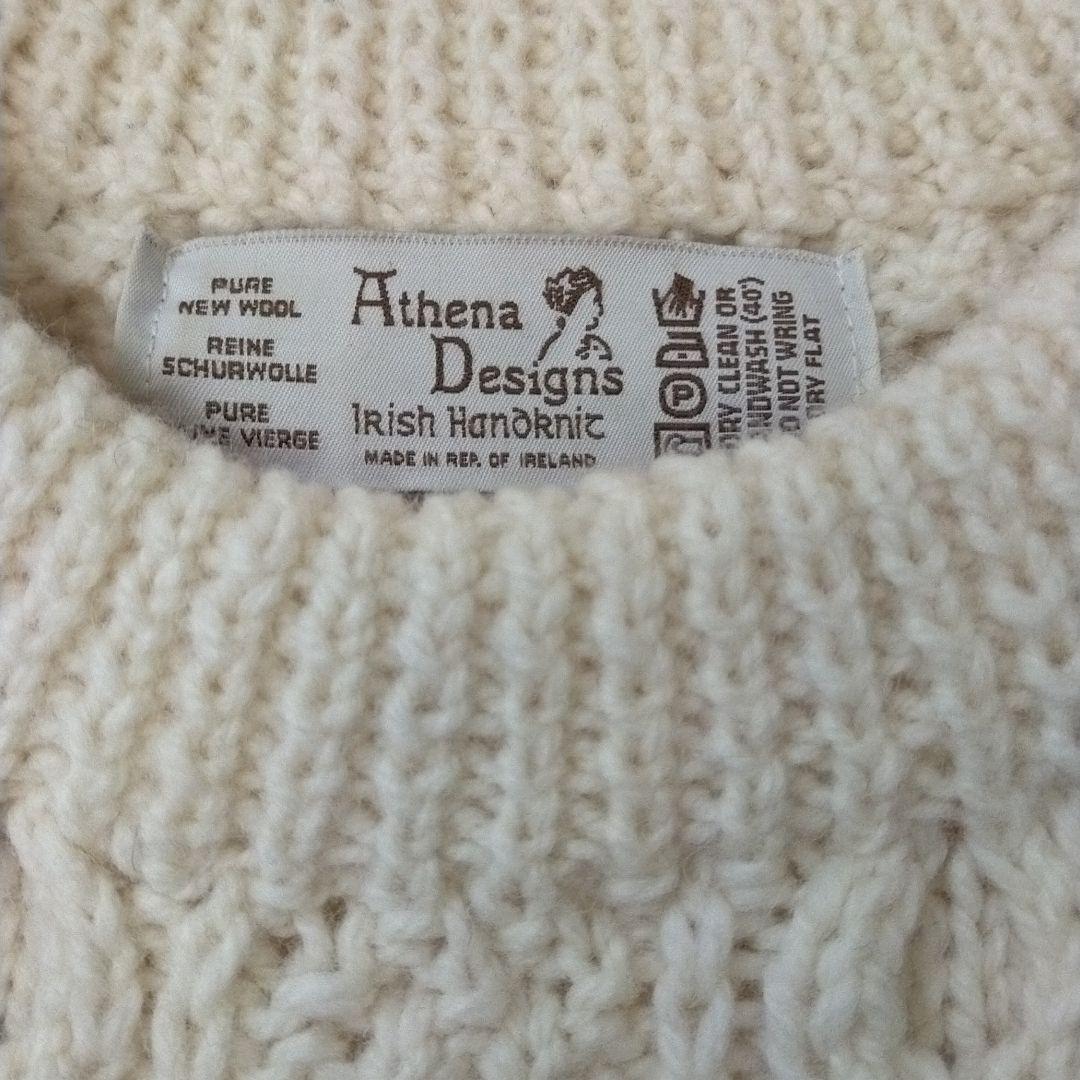 PURE
NEW WOOL
REINE
SCHURWOLLE
PURE
VIERGE
Athena
Designs
Irish Handknit
MADE IN REP. OF IRELAND
P
DRY CLEAN OR
HANDWASH (40°)
DO NOT WRING
DRY FLAT